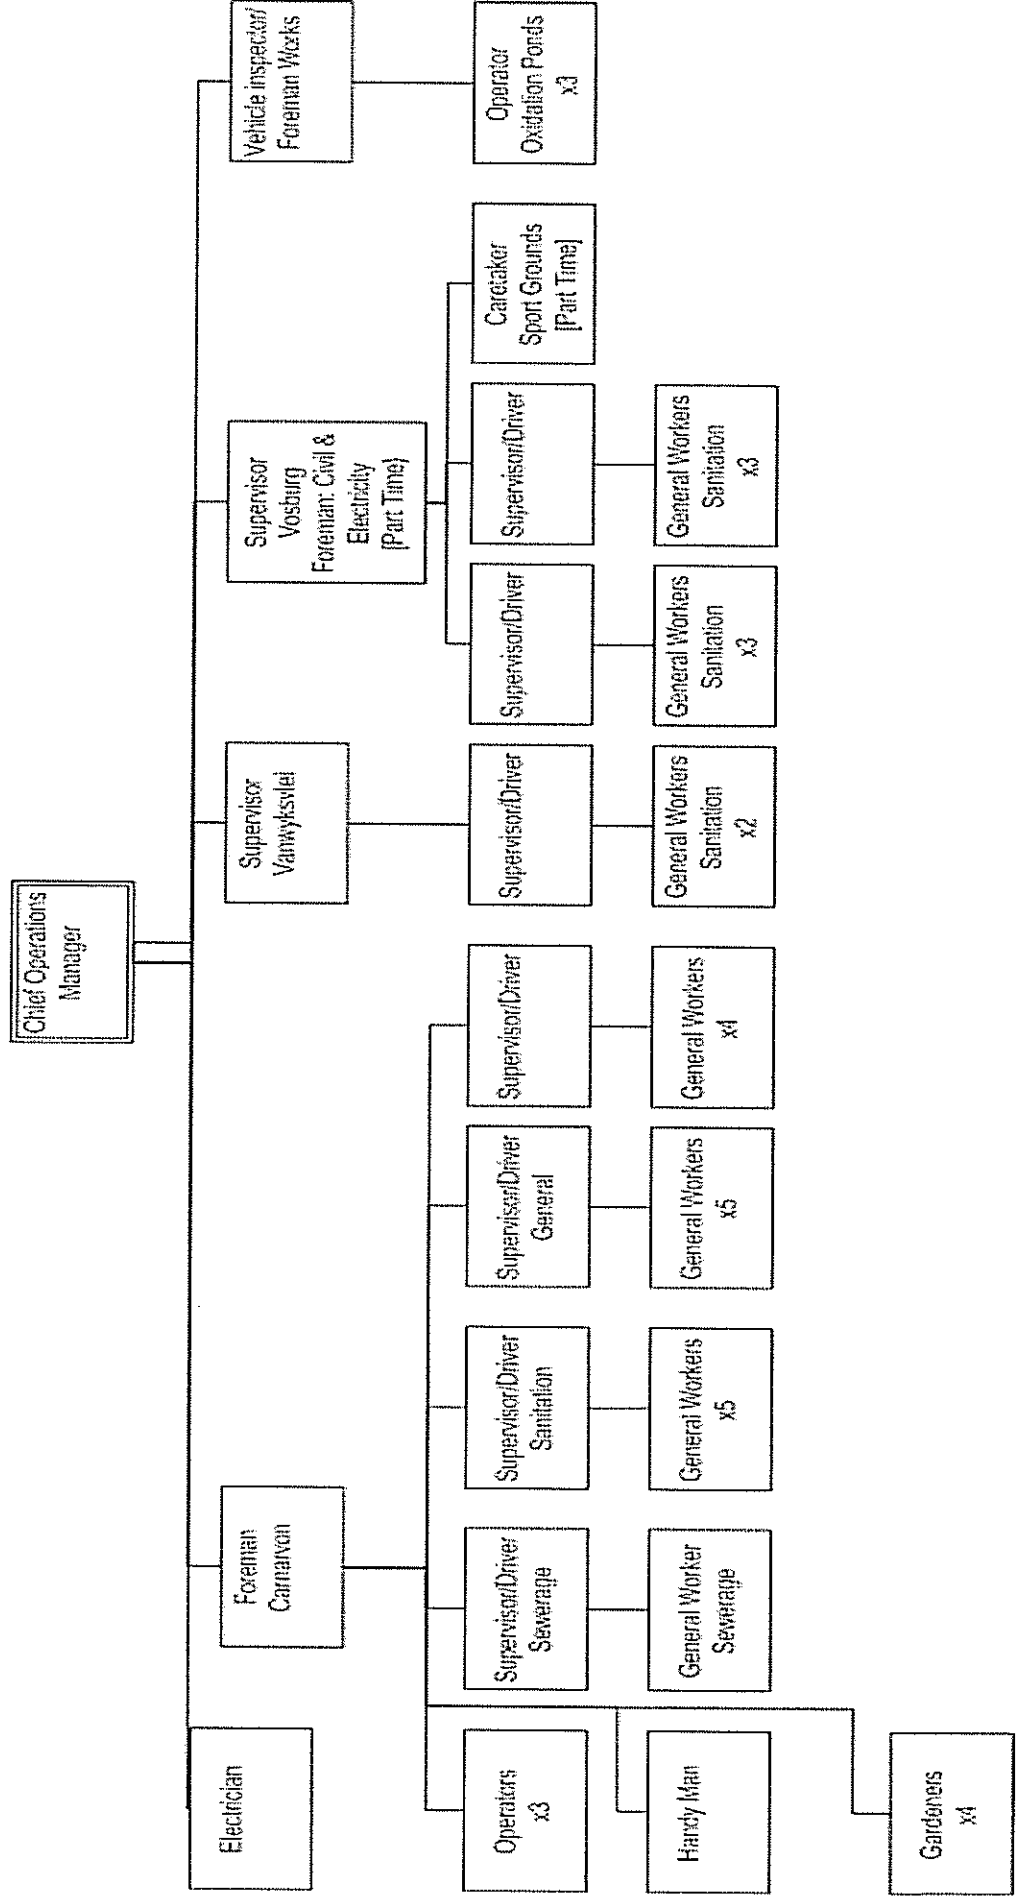 Chief Operations
Manager
Electrician
Foreman
Carnarvon
Supervisor
Vanwyksvlei
Supervisor
Vosburg
Foreman: Civil &
Electricity
[Part Time]
Vehicle inspector/
Foreman Works
Operators
x3
Supervisor/Driver
Sewerage
Supervisor/Driver
Sanitation
Supervisor/Driver
General
Supervisor/Driver
Supervisor/Driver
Supervisor/Driver
Supervisor/Driver
Caretaker
Sport Grounds
[Part Time]
Operator
Oxidation Ponds
x3
Handy Man
General Worker
Sewerage
General Workers
x5
General Workers
x5
General Workers
x4
General Workers
Sanitation
x2
General Workers
Sanitation
x3
General Workers
Sanitation
x3
Gardeners
x4